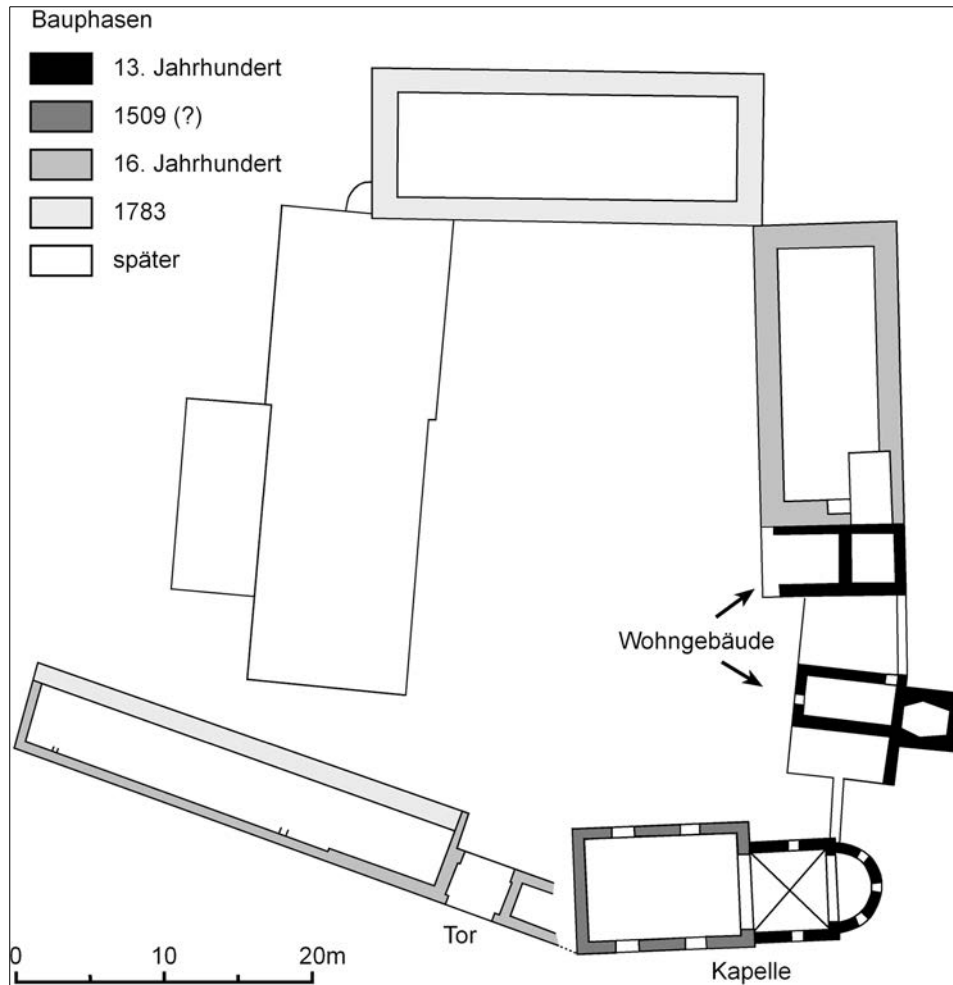 Bauphasen
13. Jahrhundert
1509 (?)
16. Jahrhundert
1783
später
Wohngebäude
Tor
Kapelle
0 10 20m